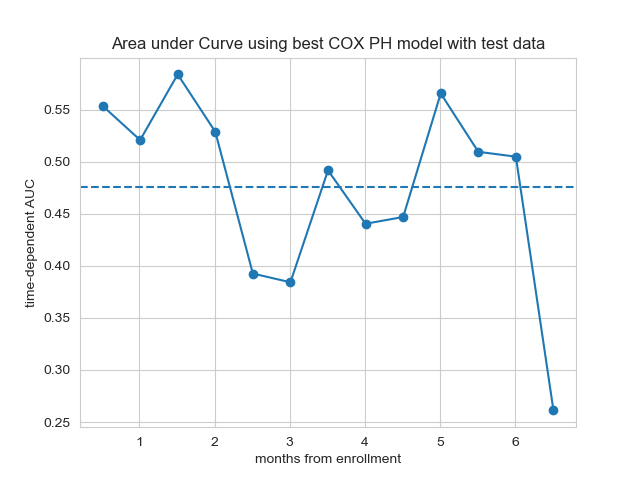 Area under Curve using best COX PH model with test data
time-dependent AUC
0.55
0.50
0.45
0.40
0.35
0.30
0.25
1 2 3 4 5 6
months from enrollment